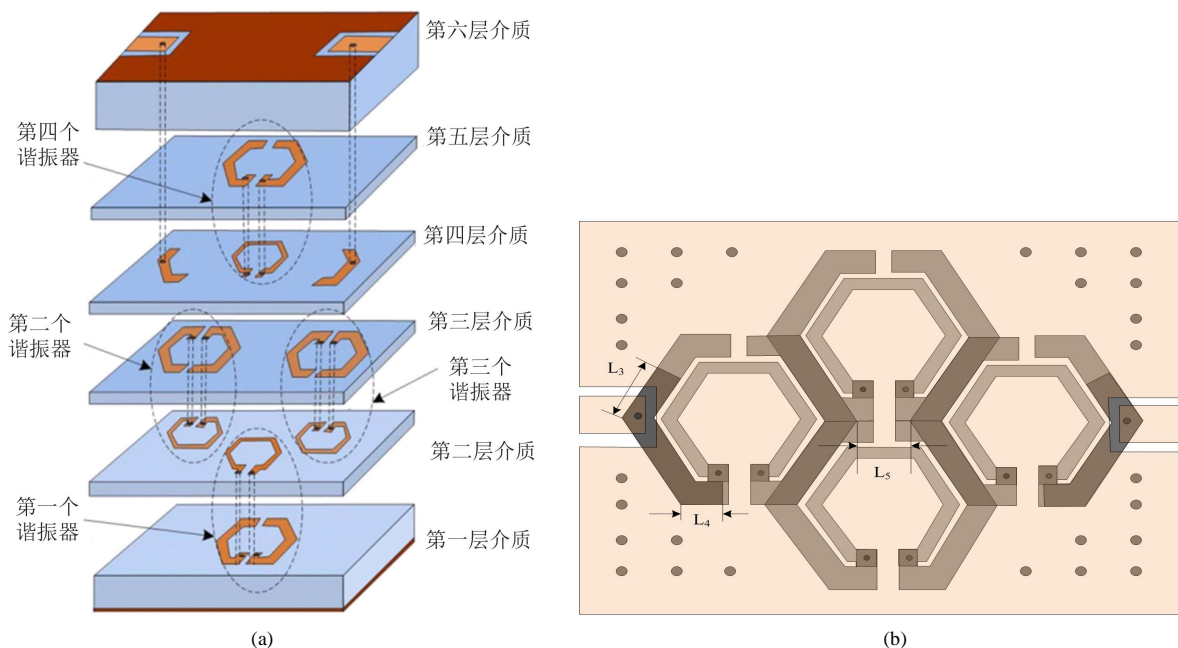 第六层介质
第四个
谐振器
第五层介质
第四层介质
第二个
谐振器
第三层介质
第三个
谐振器
第二层介质
第一个
谐振器
第一层介质
(a)
L3
L5
L4
(b)